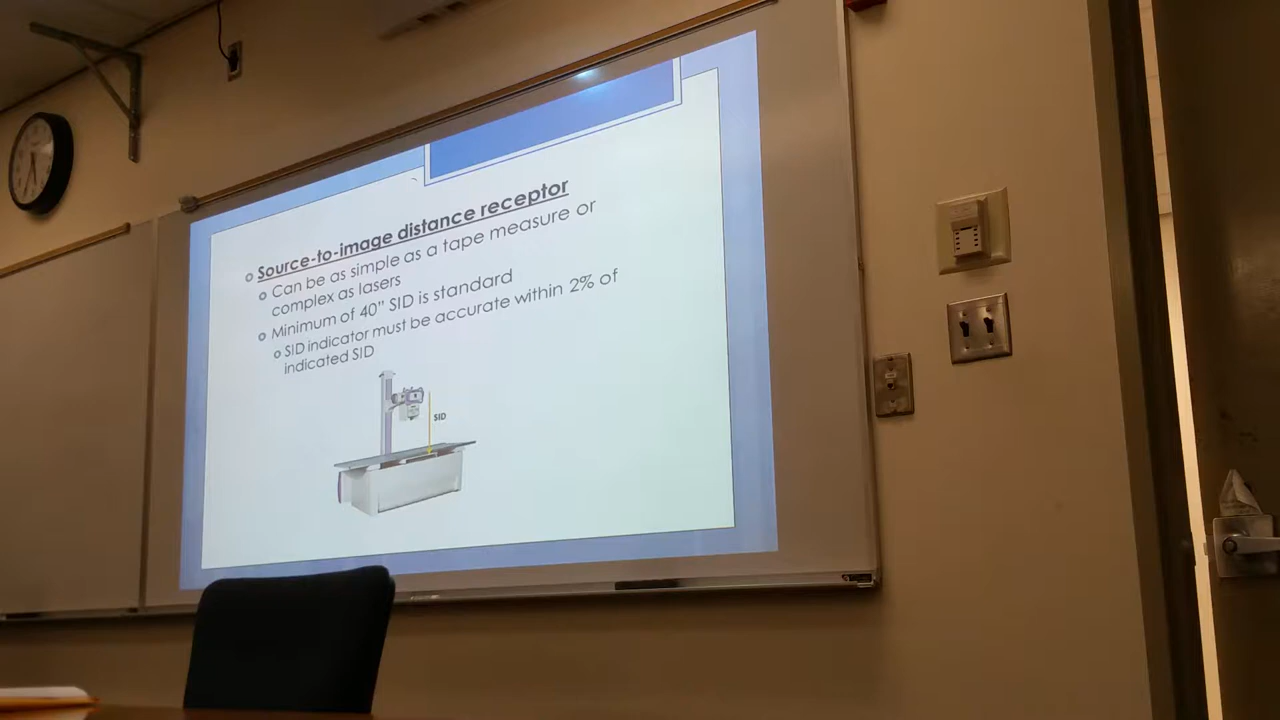 Source-to-image distance receptor
Can be as simple as a tape measure or
complex as lasers
Minimum of 40” SID is standard
SID indicator must be accurate within 2% of
indicated SID
SID